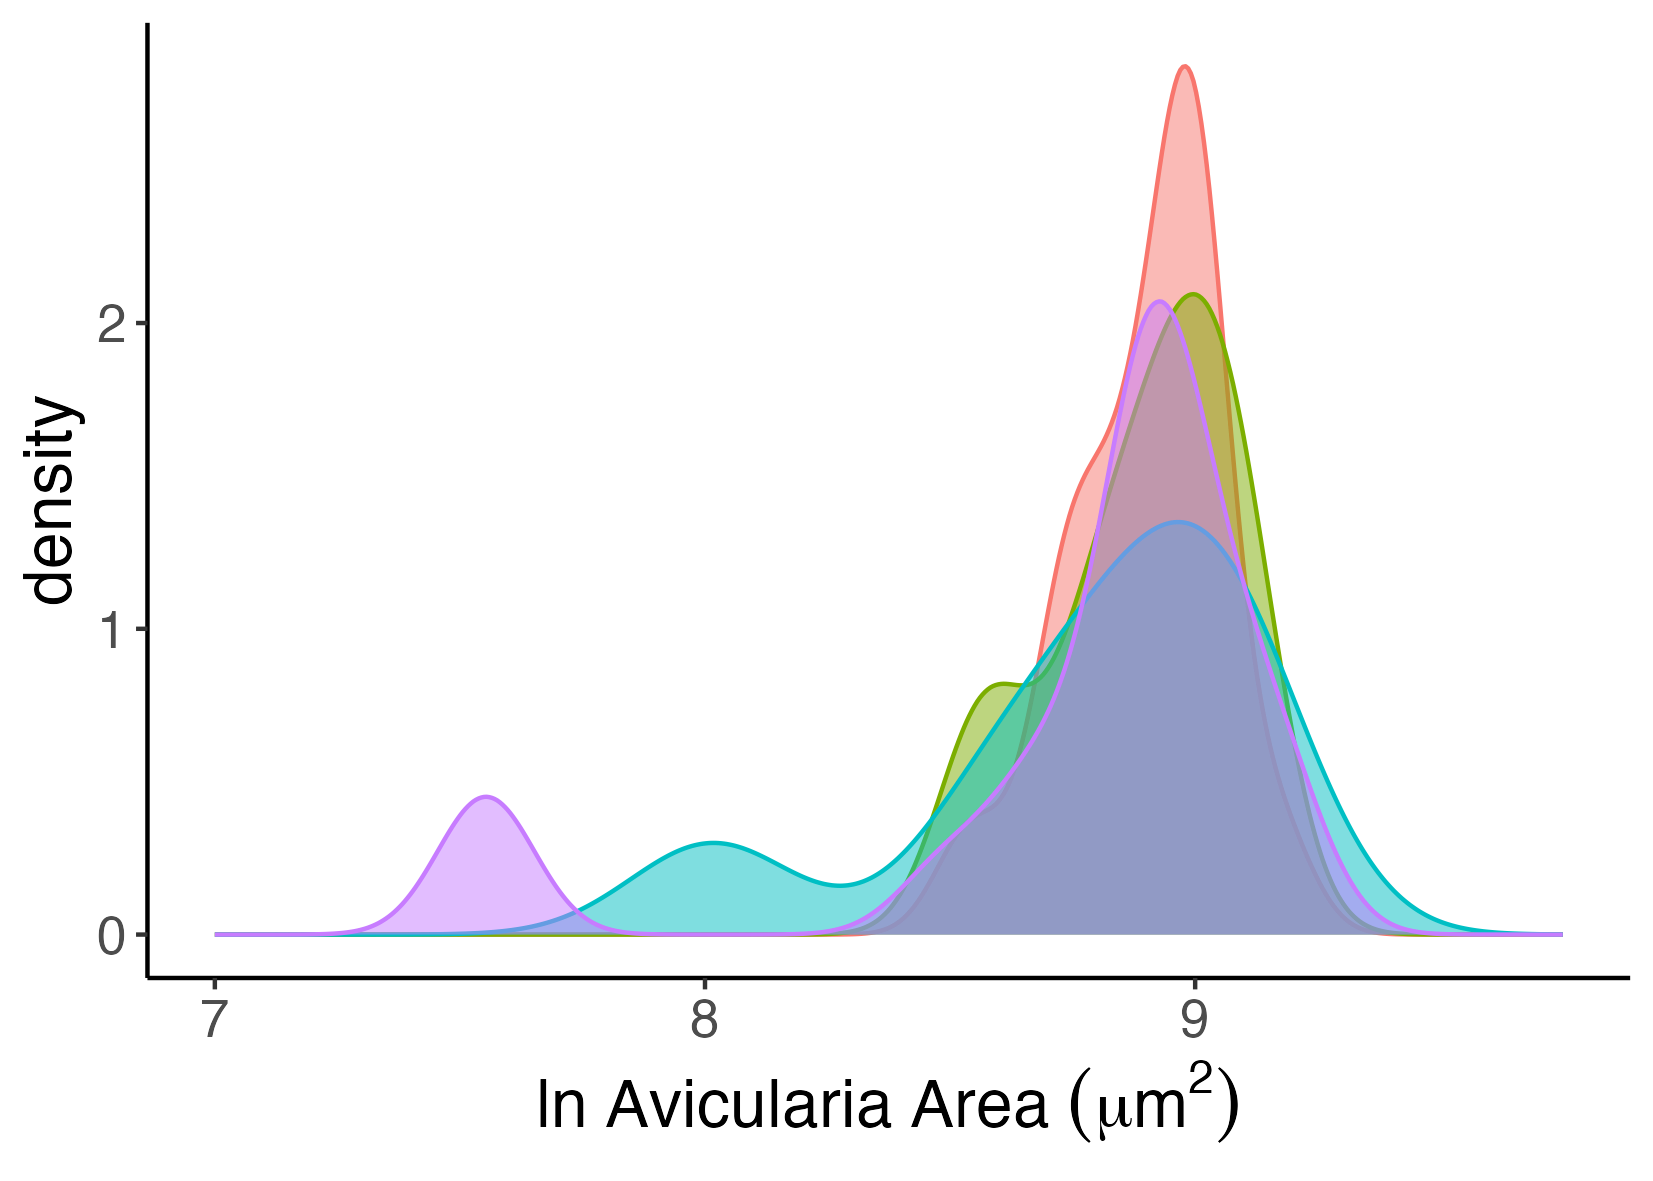 density
2
1
0
7 8 9
ln Avicularia Area (μm²)